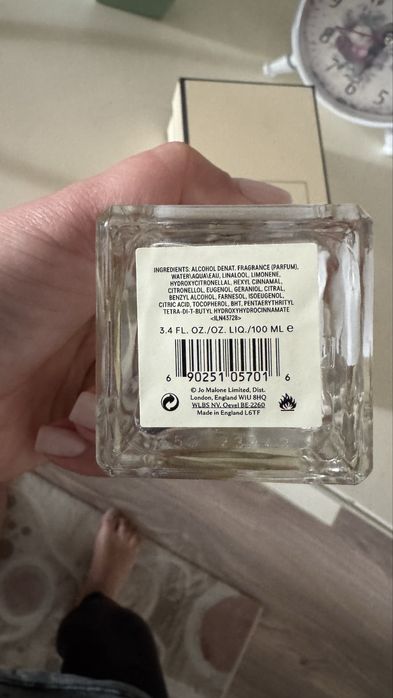 INGREDIENTS: ALCOHOL DENAT. FRAGRANCE (PARFUM),
WATER\AQUA\EAU, LINALOOL, LIMONENE,
HYDROXYCITRONELLAL, HEXYL CINNAMAL,
CITRONELLOL, EUGENOL, GERANIOL, CITRAL,
BENZYL ALCOHOL, FARNESOL, ISOEUGENOL,
CITRIC ACID, TOCOPHEROL, BHT, PENTAERYTHRITYL
TETRA-DI-T-BUTYL HYDROXYHYDROCINNAMATE
<ILN43728>
3.4 FL. OZ./OZ. LIQ./100 ML ℮
6 90251 05701 6
© Jo Malone Limited, Dist.
London, England W1U 8HQ
WLBS NV, Oevel BE-2260
Made in England L6TF